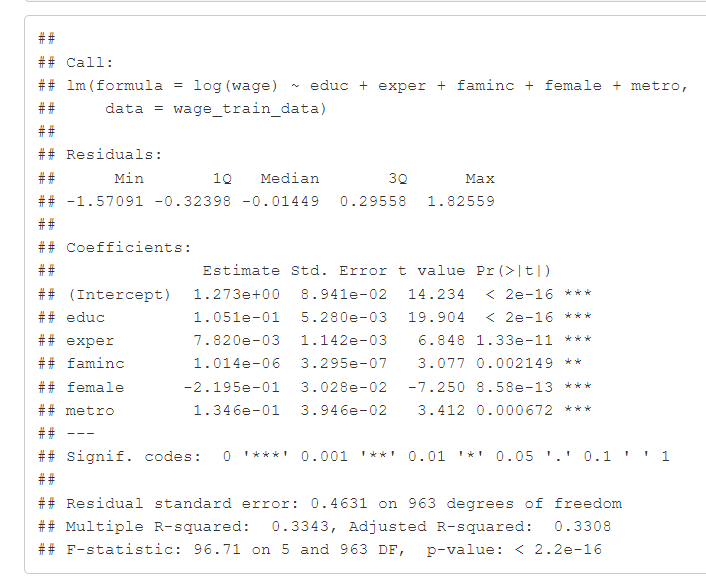 ##
## Call:
## lm(formula = log(wage) ~ educ + exper + faminc + female + metro,
##     data = wage_train_data)
##
## Residuals:
##      Min       1Q   Median       3Q      Max
## -1.57091 -0.32398 -0.01449  0.29558  1.82559
##
## Coefficients:
##               Estimate Std. Error t value Pr(>|t|)
## (Intercept)  1.273e+00  8.941e-02  14.234  < 2e-16 ***
## educ         1.051e-01  5.280e-03  19.904  < 2e-16 ***
## exper        7.820e-03  1.142e-03   6.848 1.33e-11 ***
## faminc       1.014e-06  3.295e-07   3.077 0.002149 **
## female      -2.195e-01  3.028e-02  -7.250 8.58e-13 ***
## metro        1.346e-01  3.946e-02   3.412 0.000672 ***
## ---
## Signif. codes:  0 '***' 0.001 '**' 0.01 '*' 0.05 '.' 0.1 ' ' 1
##
## Residual standard error: 0.4631 on 963 degrees of freedom
## Multiple R-squared:  0.3343, Adjusted R-squared:  0.3308
## F-statistic: 96.71 on 5 and 963 DF,  p-value: < 2.2e-16